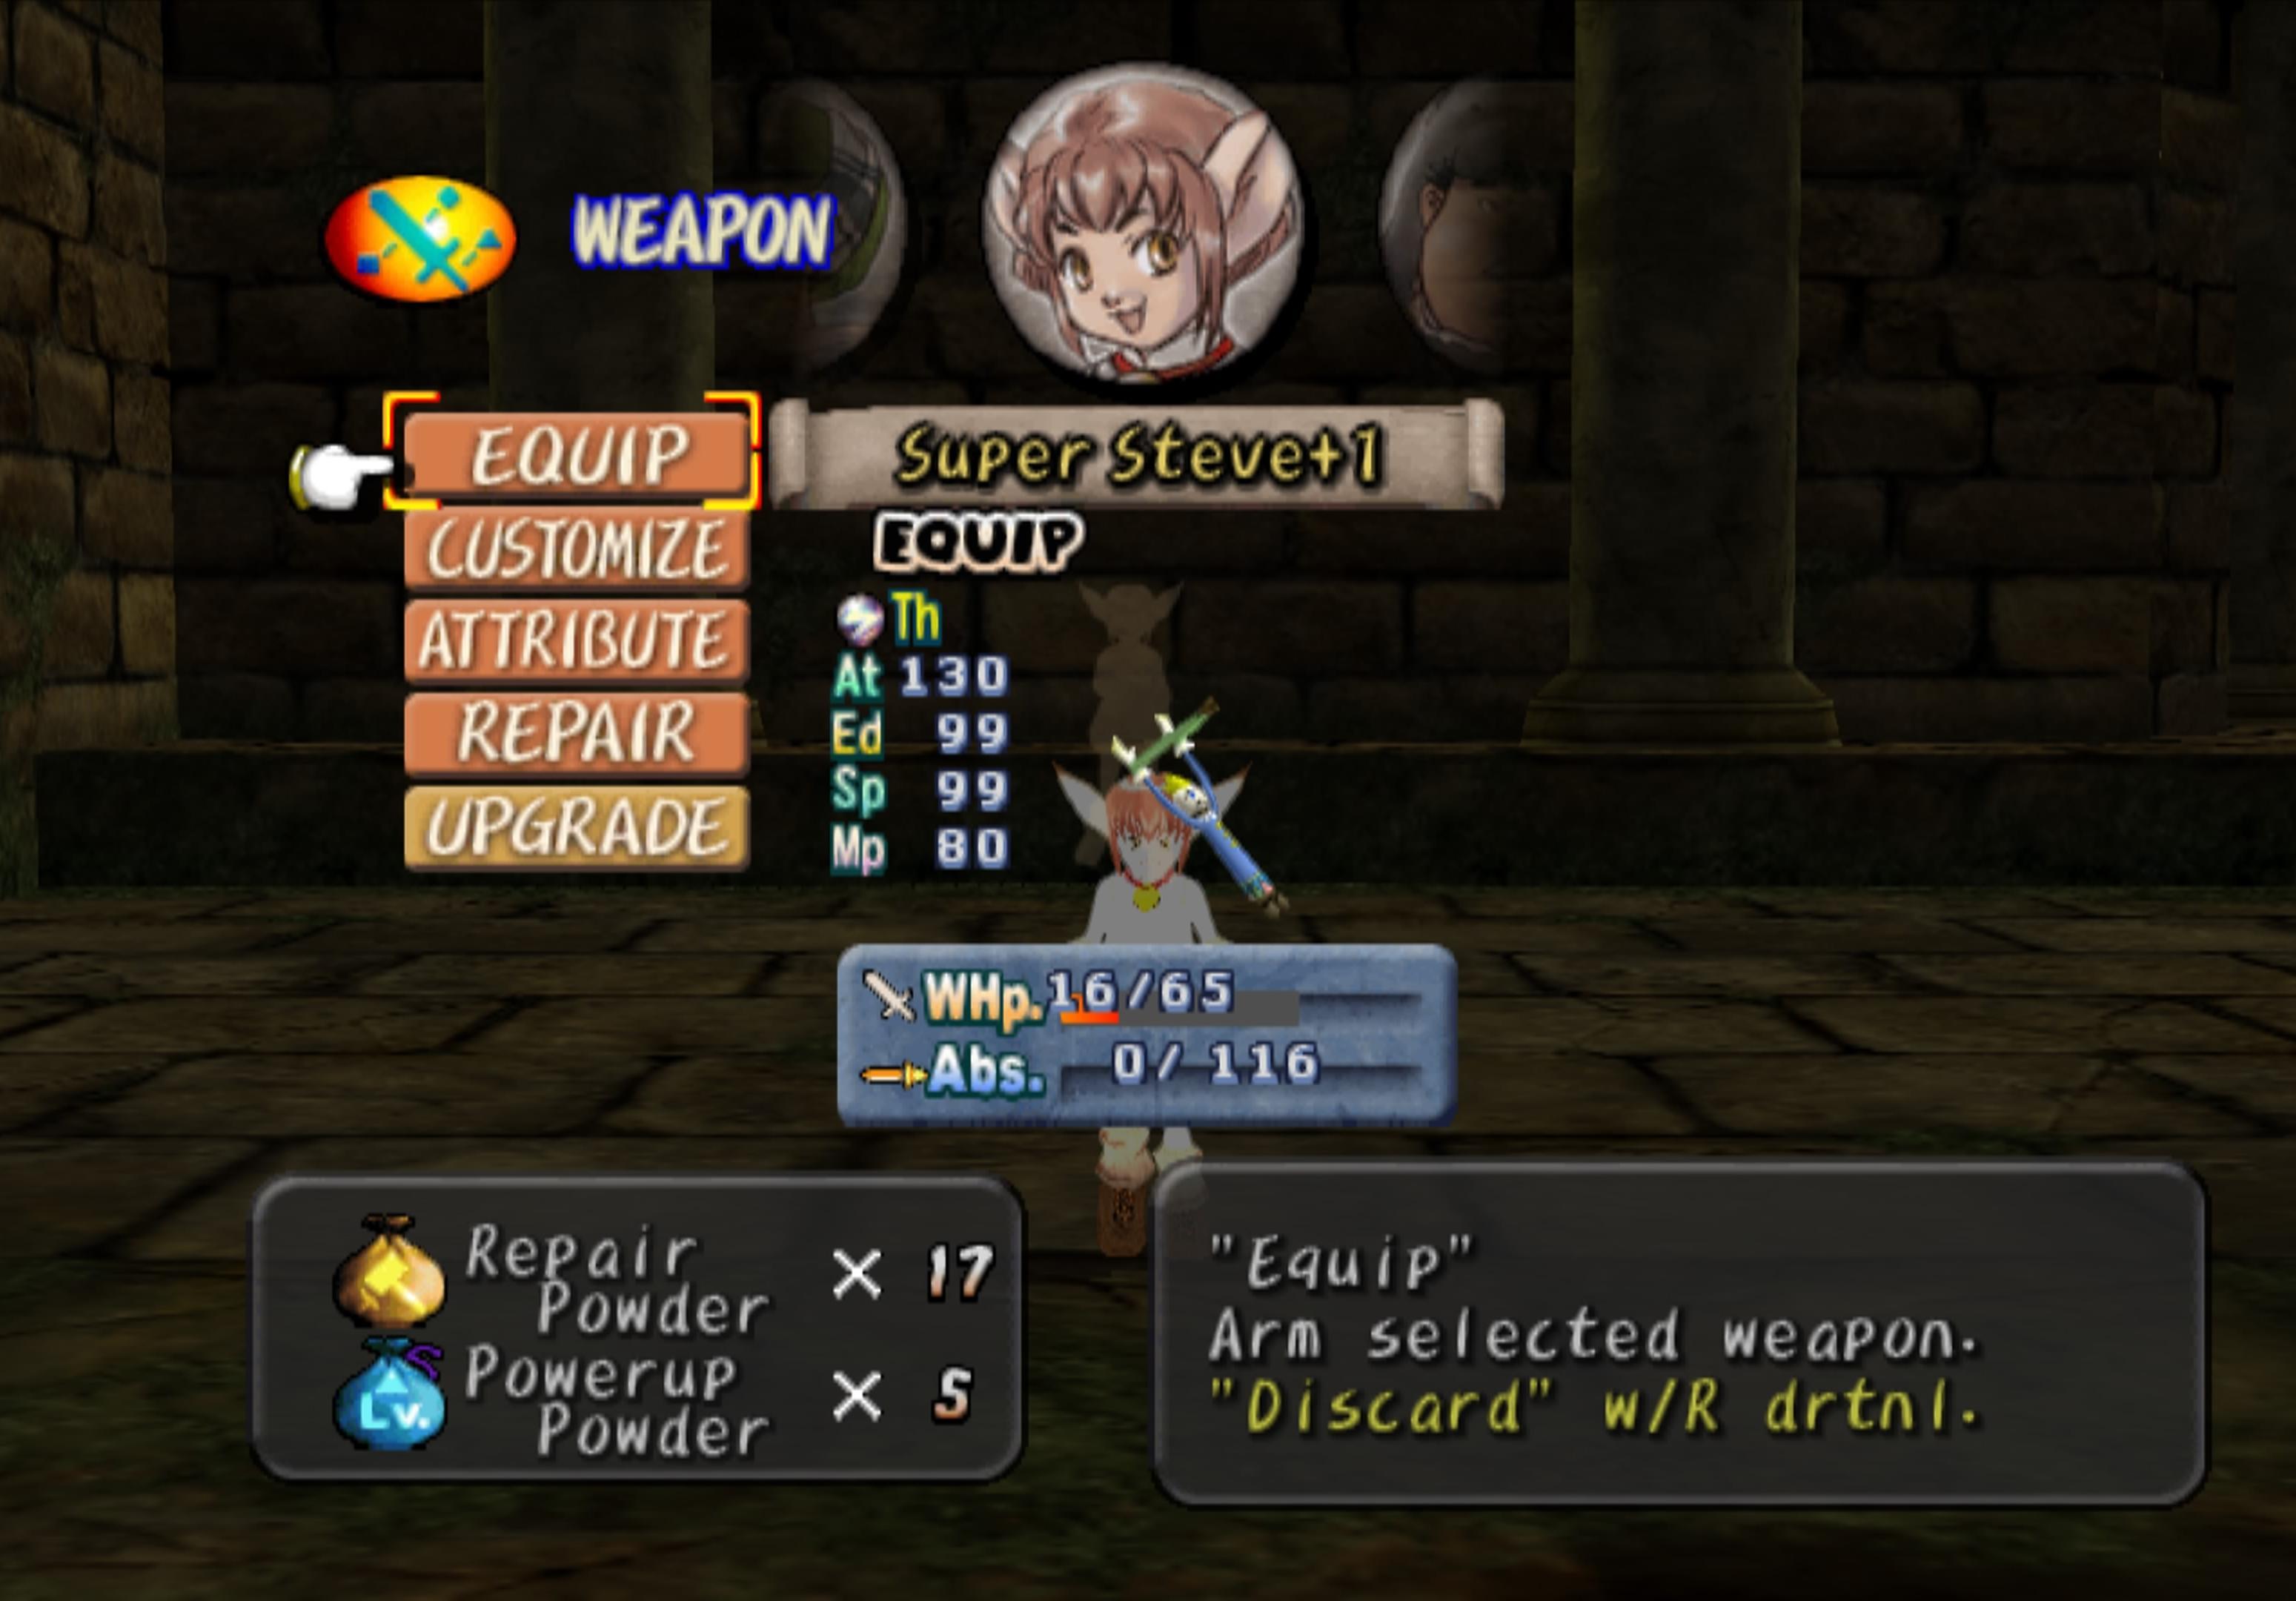 WEAPON
EQUIP
Super Steve+1
CUSTOMIZE
EQUIP
ATTRIBUTE
Th
At 130
REPAIR
Ed 99
Sp 99
UPGRADE
Mp 80
WHp. 16/65
Abs. 0/ 116
Repair
Powder × 17
Powerup
Powder × 5
Lv.
"Equip"
Arm selected weapon.
"Discard" w/R drtnl.